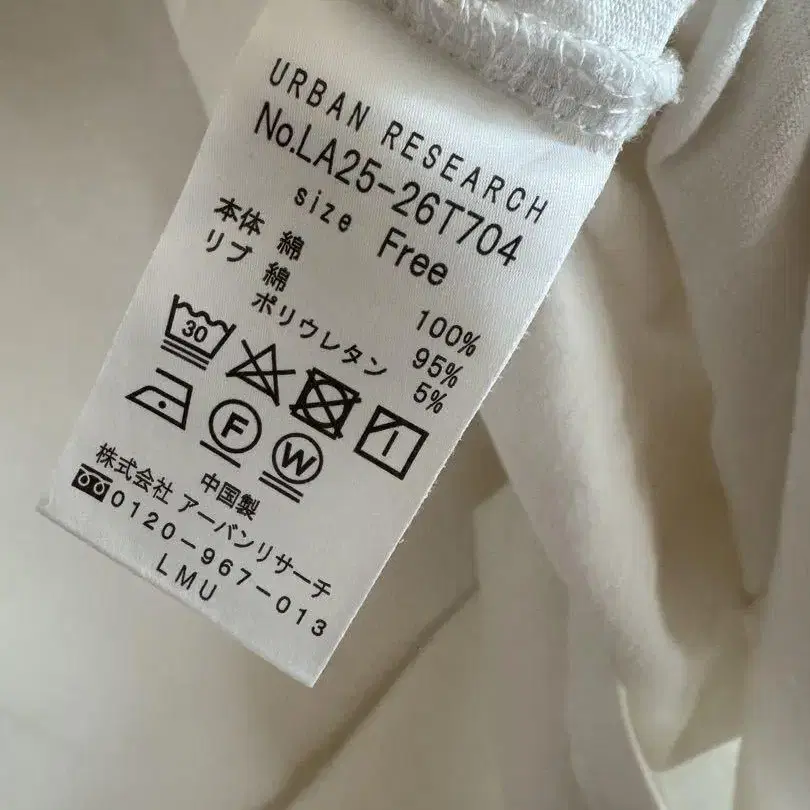 URBAN RESEARCH
No.LA25-26T704
size Free
本体 綿 100%
リブ 綿 95%
ポリウレタン 5%
30
F W
中国製
株式会社 アーバンリサーチ
0120-967-013
LMU